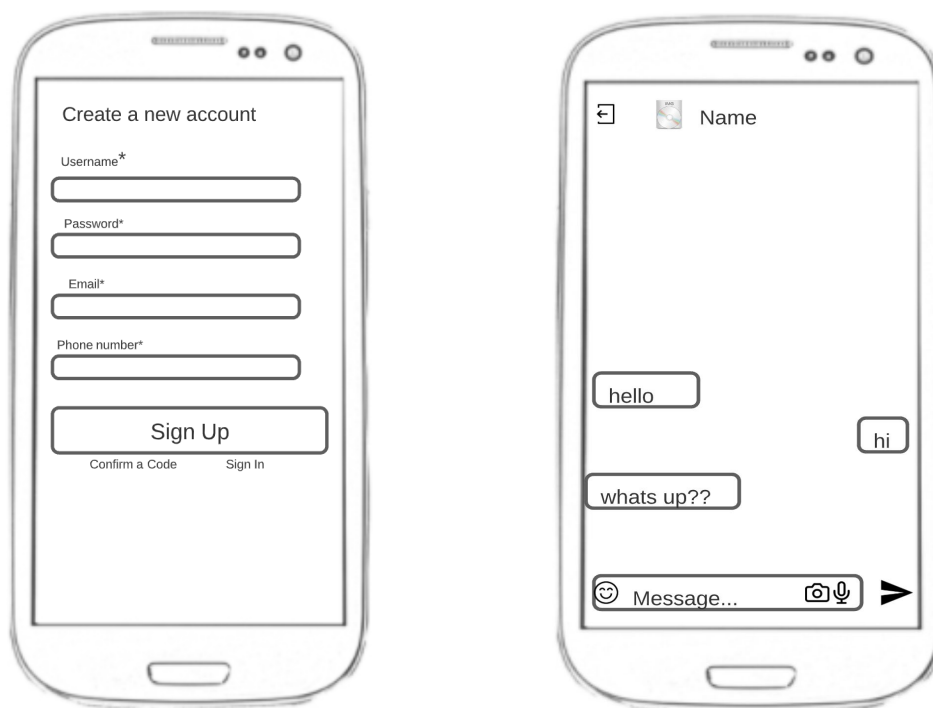 Create a new account
Username*
Password*
Email*
Phone number*
Sign Up
Confirm a Code Sign In
Name
hello
hi
whats up??
Message...